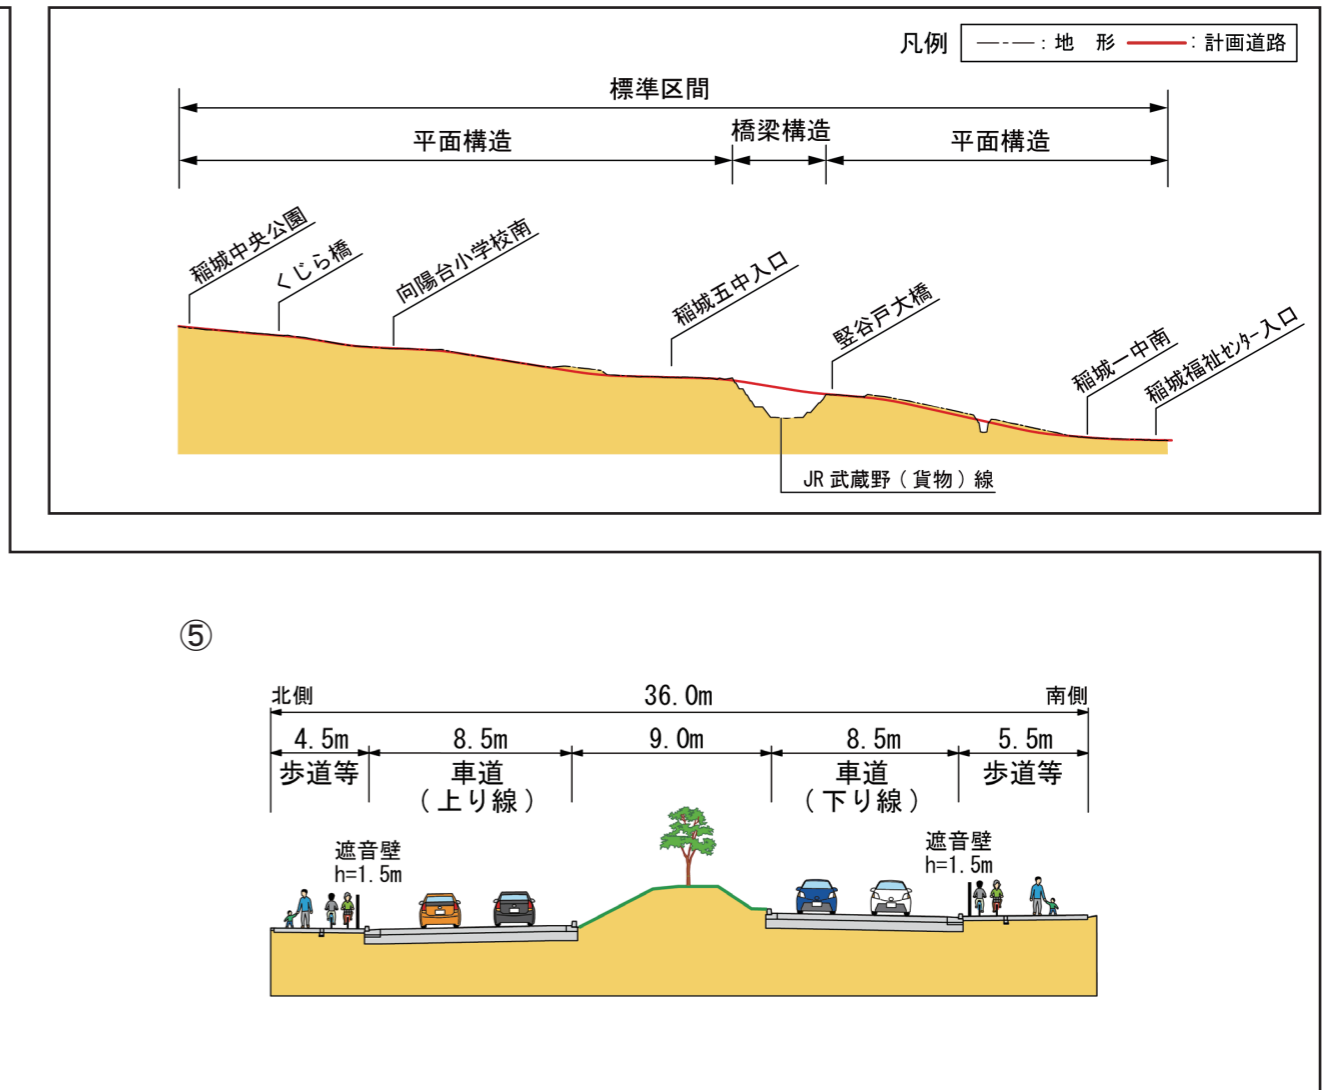 凡例
—-— : 地 形 —— : 計画道路
標準区間
平面構造
橋梁構造
平面構造
稲城中央公園
くじら橋
向陽台小学校南
稲城五中入口
竪谷戸大橋
稲城一中南
稲城福祉センター入口
JR 武蔵野 ( 貨物 ) 線
⑤
北側
36.0m
南側
4.5m
8.5m
9.0m
8.5m
5.5m
歩道等
車道
( 上り線 )
車道
( 下り線 )
歩道等
遮音壁
h=1.5m
遮音壁
h=1.5m